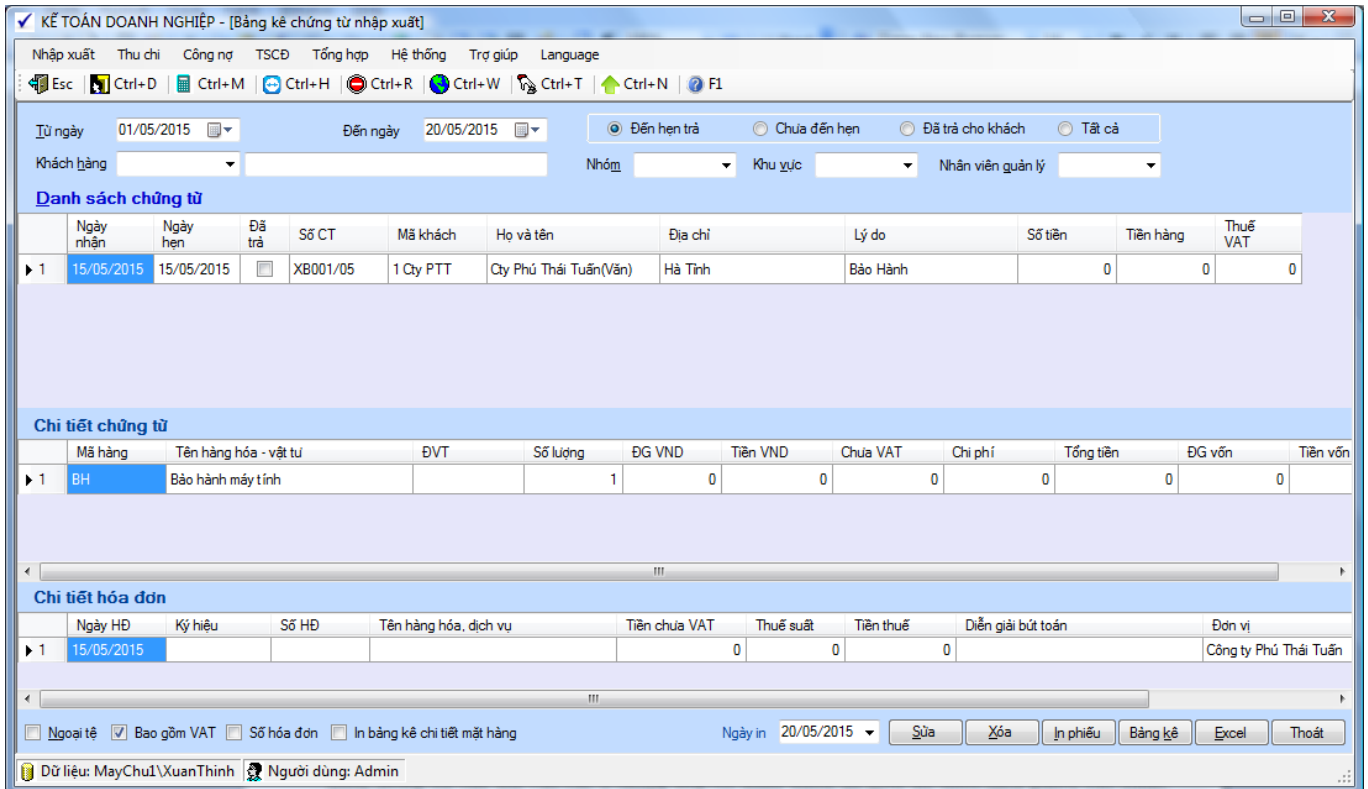 KẾ TOÁN DOANH NGHIỆP - [Bảng kê chứng từ nhập xuất]
Nhập xuất Thu chi Công nợ TSCĐ Tổng hợp Hệ thống Trợ giúp Language
Esc Ctrl+D Ctrl+M Ctrl+H Ctrl+R Ctrl+W Ctrl+T Ctrl+N F1
Từ ngày 01/05/2015 Đến ngày 20/05/2015 Đến hẹn trả Chưa đến hẹn Đã trả cho khách Tất cả
Khách hàng Nhóm Khu vực Nhân viên quản lý
Danh sách chứng từ
Ngày nhận Ngày hẹn Đã trả Số CT Mã khách Họ và tên Địa chỉ Lý do Số tiền Tiền hàng Thuế VAT
1 15/05/2015 15/05/2015 XB001/05 1 Cty PTT Cty Phú Thái Tuấn(Văn) Hà Tĩnh Bảo Hành 0 0 0
Chi tiết chứng từ
Mã hàng Tên hàng hóa - vật tư ĐVT Số lượng ĐG VND Tiền VND Chưa VAT Chi phí Tổng tiền ĐG vốn Tiền vốn
1 BH Bảo hành máy tính 1 0 0 0 0 0 0
Chi tiết hóa đơn
Ngày HĐ Ký hiệu Số HĐ Tên hàng hóa, dịch vụ Tiền chưa VAT Thuế suất Tiền thuế Diễn giải bút toán Đơn vị
1 15/05/2015 0 0 0 Công ty Phú Thái Tuấn
Ngoại tệ Bao gồm VAT Số hóa đơn In bảng kê chi tiết mặt hàng Ngày in 20/05/2015 Sửa Xóa In phiếu Bảng kê Excel Thoát
Dữ liệu: MayChu1\XuanThinh Người dùng: Admin